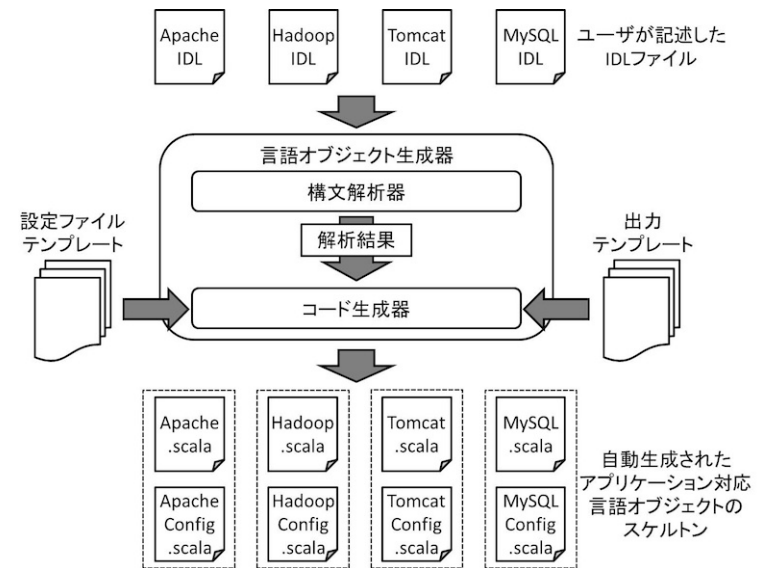 Apache
IDL
Hadoop
IDL
Tomcat
IDL
MySQL
IDL
ユーザが記述した
IDLファイル
言語オブジェクト生成器
構文解析器
設定ファイル
テンプレート
解析結果
出力
テンプレート
コード生成器
Apache
.scala
Hadoop
.scala
Tomcat
.scala
MySQL
.scala
Apache
Config
.scala
Hadoop
Config
.scala
Tomcat
Config
.scala
MySQL
Config
.scala
自動生成された
アプリケーション対応
言語オブジェクトの
スケルトン